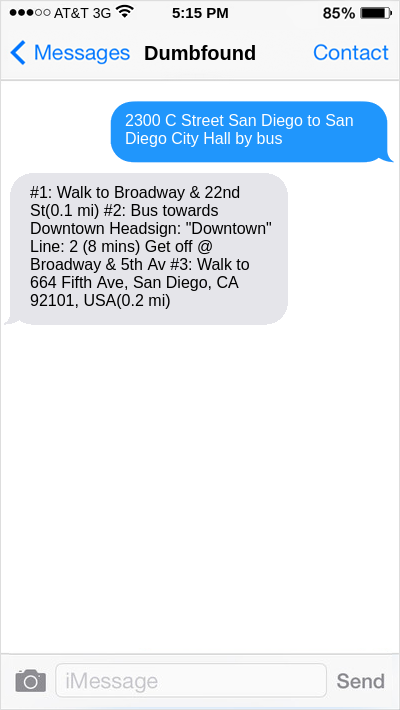 AT&T 3G 5:15 PM 85%
Messages Dumbfound Contact
2300 C Street San Diego to San
Diego City Hall by bus
#1: Walk to Broadway & 22nd
St(0.1 mi) #2: Bus towards
Downtown Headsign: "Downtown"
Line: 2 (8 mins) Get off @
Broadway & 5th Av #3: Walk to
664 Fifth Ave, San Diego, CA
92101, USA(0.2 mi)
iMessage Send